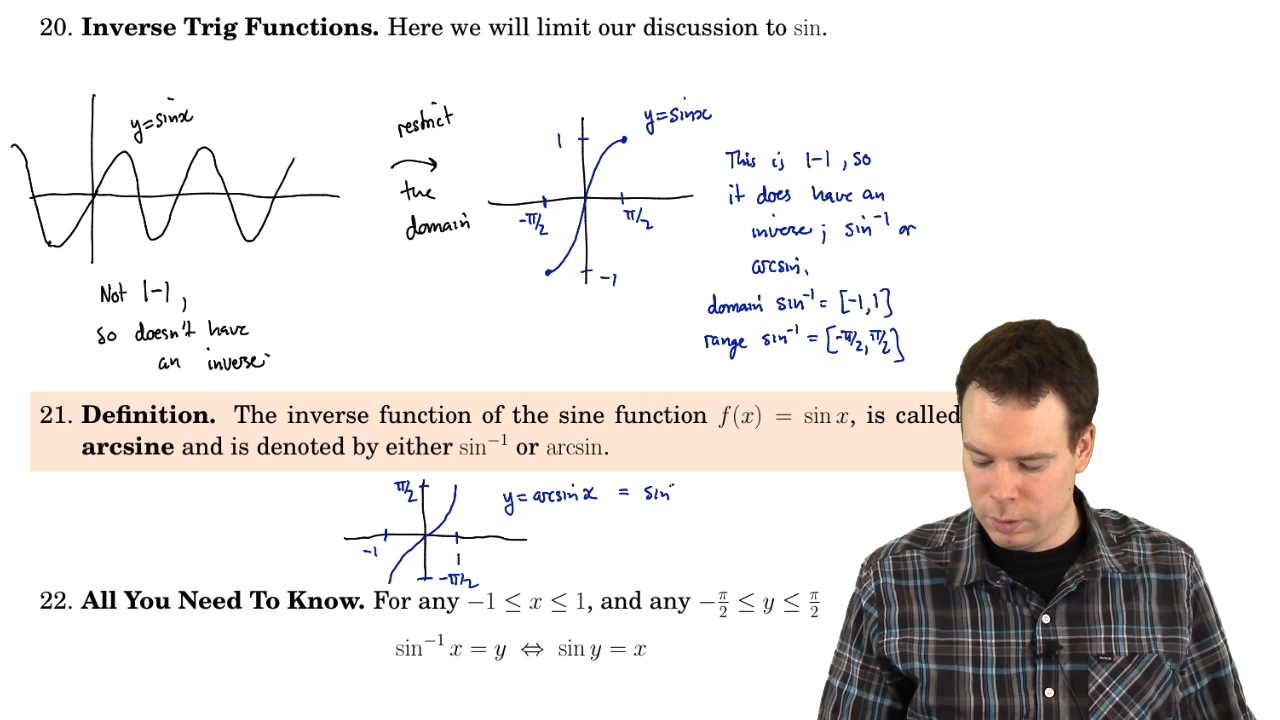 20. Inverse Trig Functions. Here we will limit our discussion to sin.
y=sinx
Not 1-1,
so doesn't have
an inverse
restrict
the
domain
y=sinx
1
-π/2
π/2
-1
This is 1-1, so
it does have an
inverse; sin⁻¹ or
arcsin.
domain sin⁻¹ = [-1,1]
range sin⁻¹ = [-π/2, π/2]
21. Definition. The inverse function of the sine function f(x) = sin x, is called
arcsine and is denoted by either sin⁻¹ or arcsin.
π/2
y=arcsinx = sin
-1
1
-π/2
22. All You Need To Know. For any −1 ≤ x ≤ 1, and any −π/2 ≤ y ≤ π/2
sin⁻¹ x = y ⇔ sin y = x